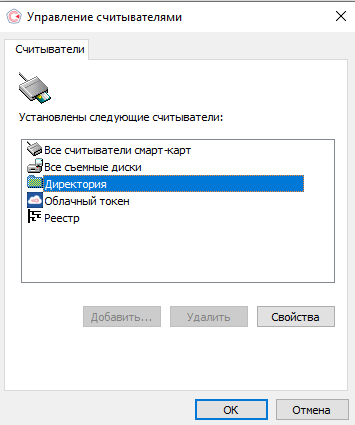 Управление считывателями
Считыватели
Установлены следующие считыватели:
Все считыватели смарт-карт
Все съемные диски
Директория
Облачный токен
Реестр
Добавить...
Удалить
Свойства
OK
Отмена